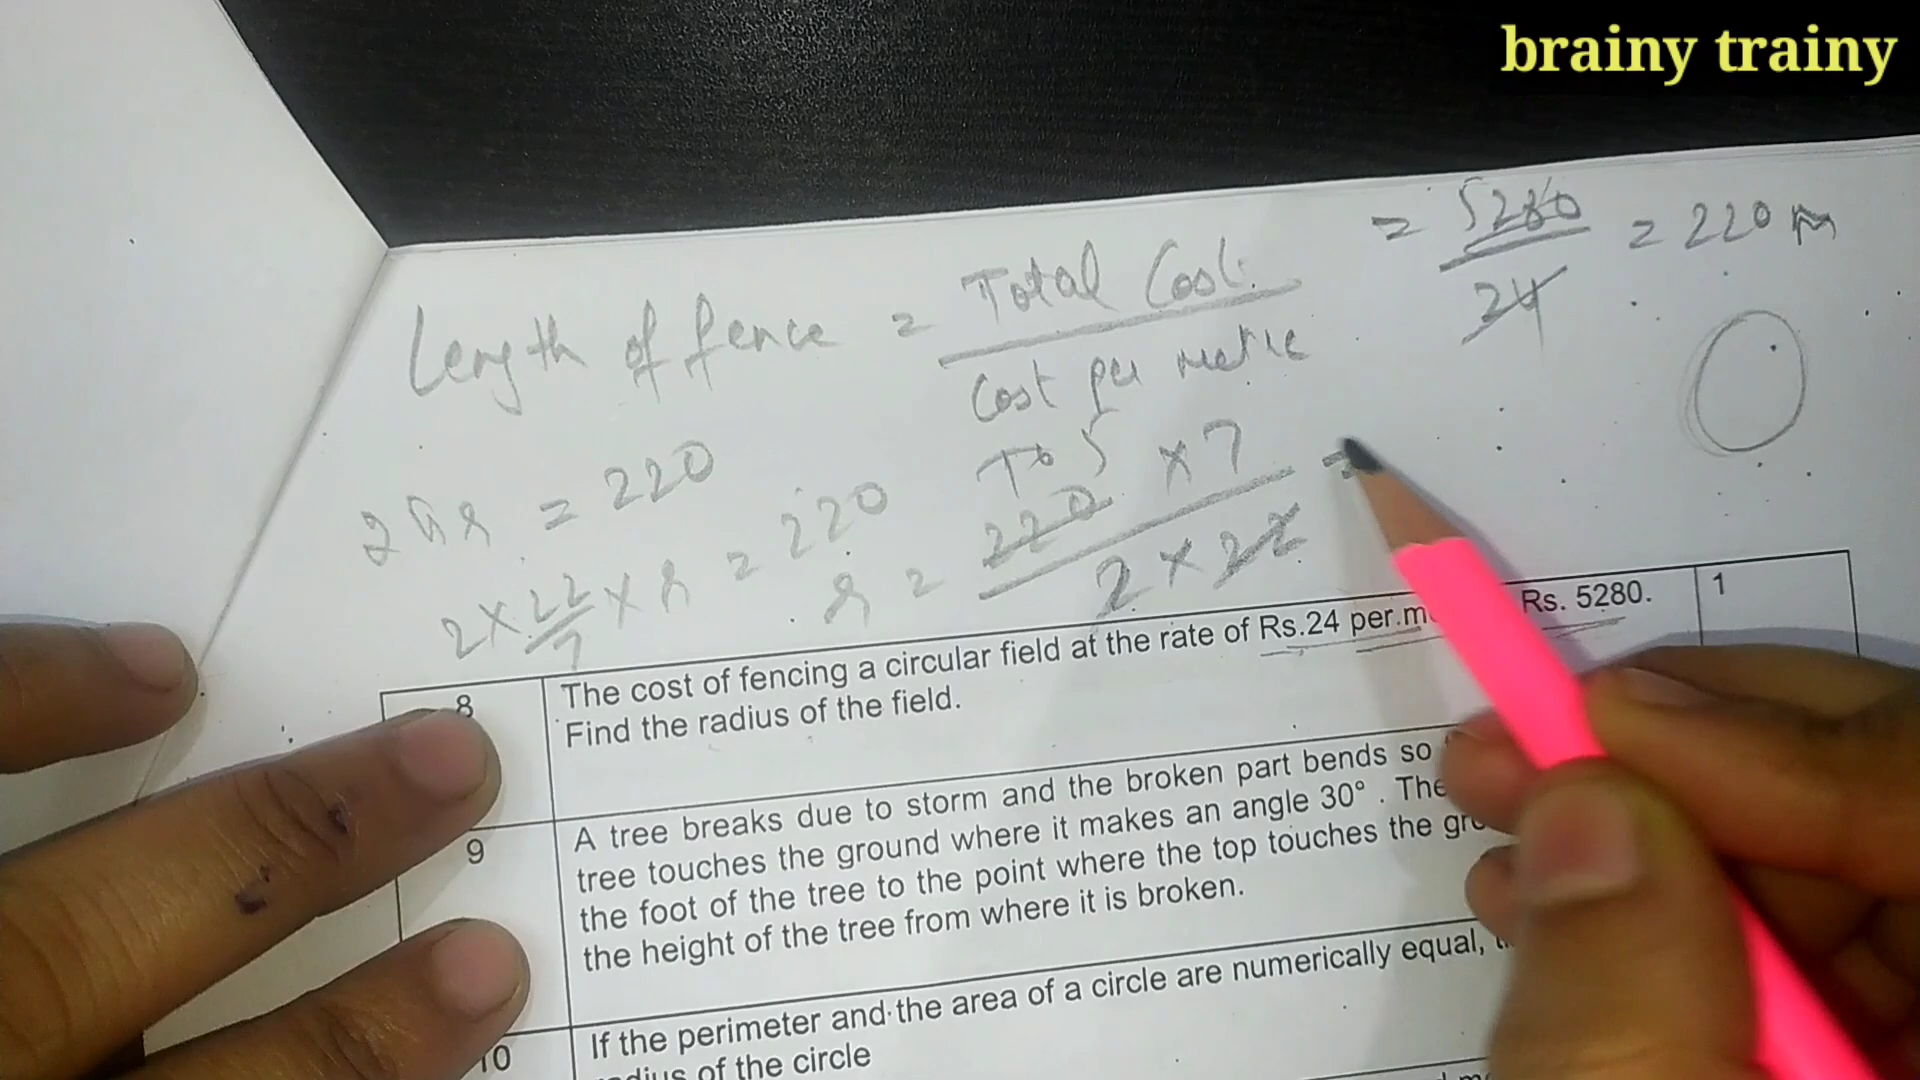 brainy trainy
Length of fence = Total Cost / Cost per metre = 5280 / 24 = 220 m
2πr = 220
2 × 22/7 × r = 220
r = 220 × 7 / 2 × 22 =
10 5
8 The cost of fencing a circular field at the rate of Rs.24 per m Rs. 5280. 1
Find the radius of the field.
9 A tree breaks due to storm and the broken part bends so
tree touches the ground where it makes an angle 30° . The
the foot of the tree to the point where the top touches the
the height of the tree from where it is broken.
10 If the perimeter and the area of a circle are numerically equal,
radius of the circle